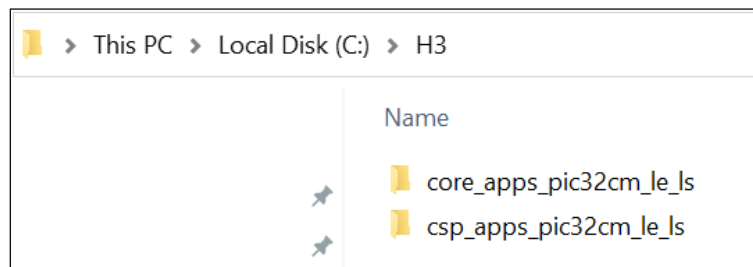 This PC > Local Disk (C:) > H3
Name
core_apps_pic32cm_le_ls
csp_apps_pic32cm_le_ls